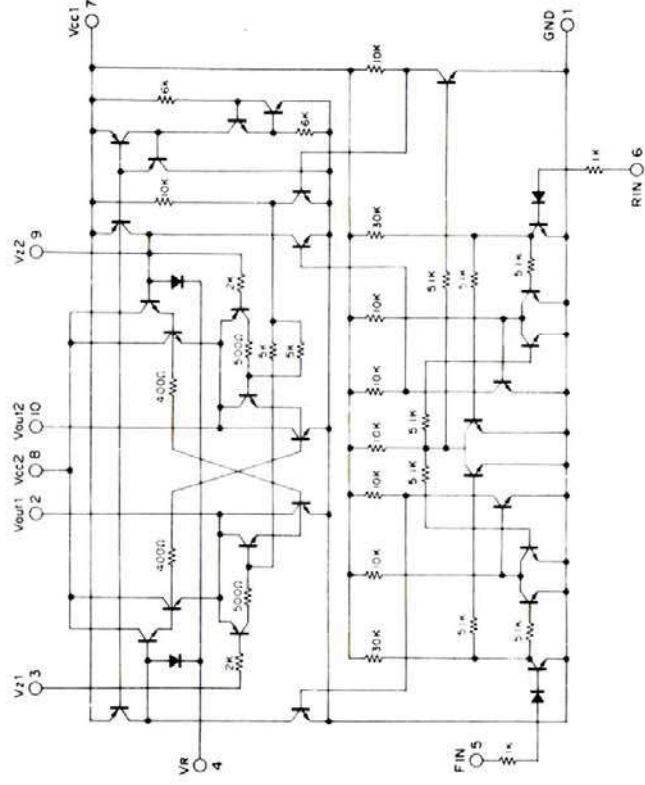 Vcc1
7
Vz2
9
Vout2
10
Vcc2
8
Vout1
2
Vz1
3
VR
4
6K
6K
10K
2K
500Ω
5K
5K
400Ω
400Ω
500Ω
2K
10K
30K
10K
10K
10K
10K
10K
30K
5.1K
5.1K
5.1K
5.1K
5.1K
5.1K
5.1K
GND
1
1K
RIN
6
1K
FIN
5